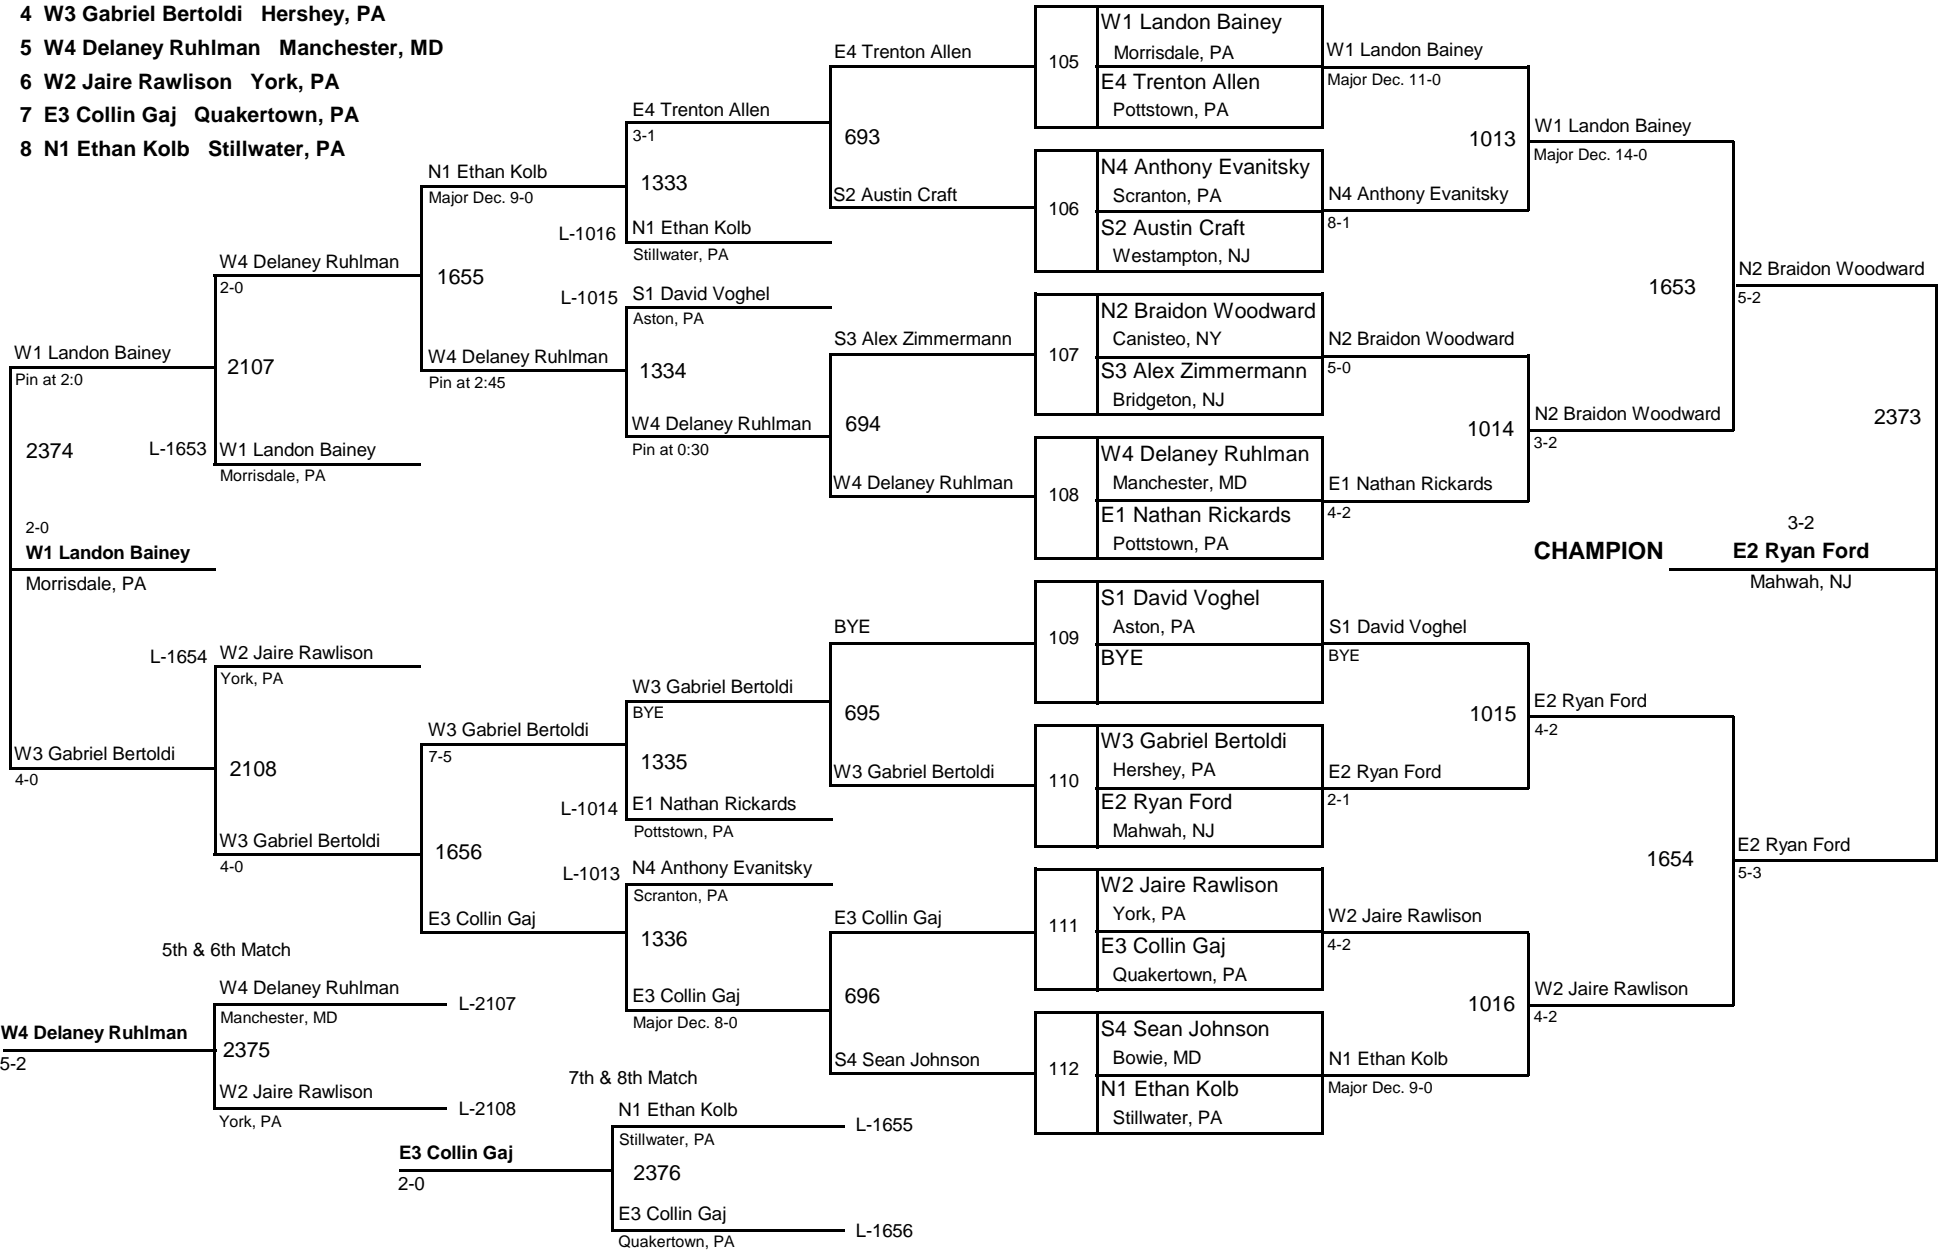 4 W3 Gabriel Bertoldi Hershey, PA
5 W4 Delaney Ruhlman Manchester, MD
6 W2 Jaire Rawlison York, PA
7 E3 Collin Gaj Quakertown, PA
8 N1 Ethan Kolb Stillwater, PA
W1 Landon Bainey
Pin at 2:0
2374
2-0
W1 Landon Bainey
Morrisdale, PA
W3 Gabriel Bertoldi
4-0
W4 Delaney Ruhlman
2-0
2107
L-1653 W1 Landon Bainey
Morrisdale, PA
L-1654 W2 Jaire Rawlison
York, PA
2108
W3 Gabriel Bertoldi
4-0
N1 Ethan Kolb
Major Dec. 9-0
1655
W4 Delaney Ruhlman
Pin at 2:45
W3 Gabriel Bertoldi
7-5
1656
E3 Collin Gaj
E4 Trenton Allen
3-1
1333
L-1016 N1 Ethan Kolb
Stillwater, PA
L-1015 S1 David Voghel
Aston, PA
1334
W4 Delaney Ruhlman
Pin at 0:30
W3 Gabriel Bertoldi
BYE
1335
L-1014 E1 Nathan Rickards
Pottstown, PA
L-1013 N4 Anthony Evanitsky
Scranton, PA
1336
E3 Collin Gaj
Major Dec. 8-0
E4 Trenton Allen
693
S2 Austin Craft
S3 Alex Zimmermann
694
W4 Delaney Ruhlman
BYE
695
W3 Gabriel Bertoldi
E3 Collin Gaj
696
S4 Sean Johnson
105
W1 Landon Bainey
Morrisdale, PA
E4 Trenton Allen
Pottstown, PA
106
N4 Anthony Evanitsky
Scranton, PA
S2 Austin Craft
Westampton, NJ
107
N2 Braidon Woodward
Canisteo, NY
S3 Alex Zimmermann
Bridgeton, NJ
108
W4 Delaney Ruhlman
Manchester, MD
E1 Nathan Rickards
Pottstown, PA
109
S1 David Voghel
Aston, PA
BYE
110
W3 Gabriel Bertoldi
Hershey, PA
E2 Ryan Ford
Mahwah, NJ
111
W2 Jaire Rawlison
York, PA
E3 Collin Gaj
Quakertown, PA
112
S4 Sean Johnson
Bowie, MD
N1 Ethan Kolb
Stillwater, PA
W1 Landon Bainey
Major Dec. 11-0
1013
N4 Anthony Evanitsky
8-1
N2 Braidon Woodward
5-0
1014
E1 Nathan Rickards
4-2
S1 David Voghel
BYE
1015
E2 Ryan Ford
2-1
W2 Jaire Rawlison
4-2
1016
N1 Ethan Kolb
Major Dec. 9-0
W1 Landon Bainey
Major Dec. 14-0
1653
N2 Braidon Woodward
3-2
E2 Ryan Ford
4-2
1654
W2 Jaire Rawlison
4-2
N2 Braidon Woodward
5-2
2373
3-2
CHAMPION E2 Ryan Ford
Mahwah, NJ
E2 Ryan Ford
5-3
5th & 6th Match
W4 Delaney Ruhlman
L-2107
Manchester, MD
W4 Delaney Ruhlman
5-2
2375
W2 Jaire Rawlison
L-2108
York, PA
7th & 8th Match
N1 Ethan Kolb
L-1655
Stillwater, PA
E3 Collin Gaj
2-0
2376
E3 Collin Gaj
L-1656
Quakertown, PA